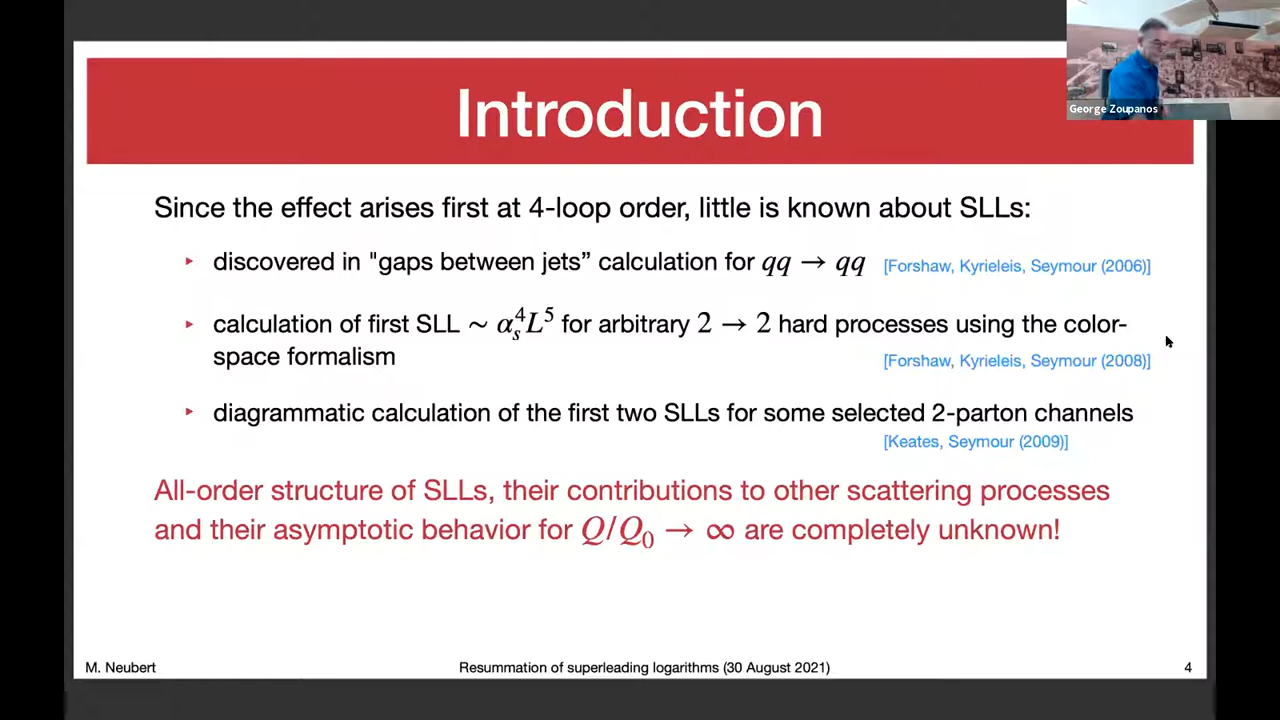 Introduction
George Zoupanos
Since the effect arises first at 4-loop order, little is known about SLLs:
‣ discovered in "gaps between jets” calculation for qq → qq [Forshaw, Kyrieleis, Seymour (2006)]
‣ calculation of first SLL ~ α_s^4 L^5 for arbitrary 2 → 2 hard processes using the color-
space formalism [Forshaw, Kyrieleis, Seymour (2008)]
‣ diagrammatic calculation of the first two SLLs for some selected 2-parton channels
[Keates, Seymour (2009)]
All-order structure of SLLs, their contributions to other scattering processes
and their asymptotic behavior for Q/Q_0 → ∞ are completely unknown!
M. Neubert Resummation of superleading logarithms (30 August 2021) 4